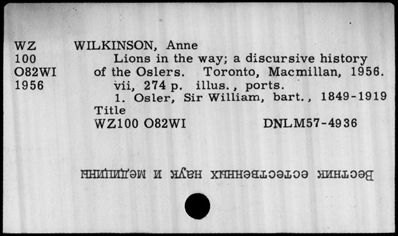 WZ WILKINSON, Anne
100 Lions in the way; a discursive history
O82WI of the Oslers. Toronto, Macmillan, 1956.
1956 vii, 274 p. illus., ports.
1. Osler, Sir William, bart., 1849-1919
Title
WZ100 O82WI DNLM57-4936
Вестник естественных наук и медицины